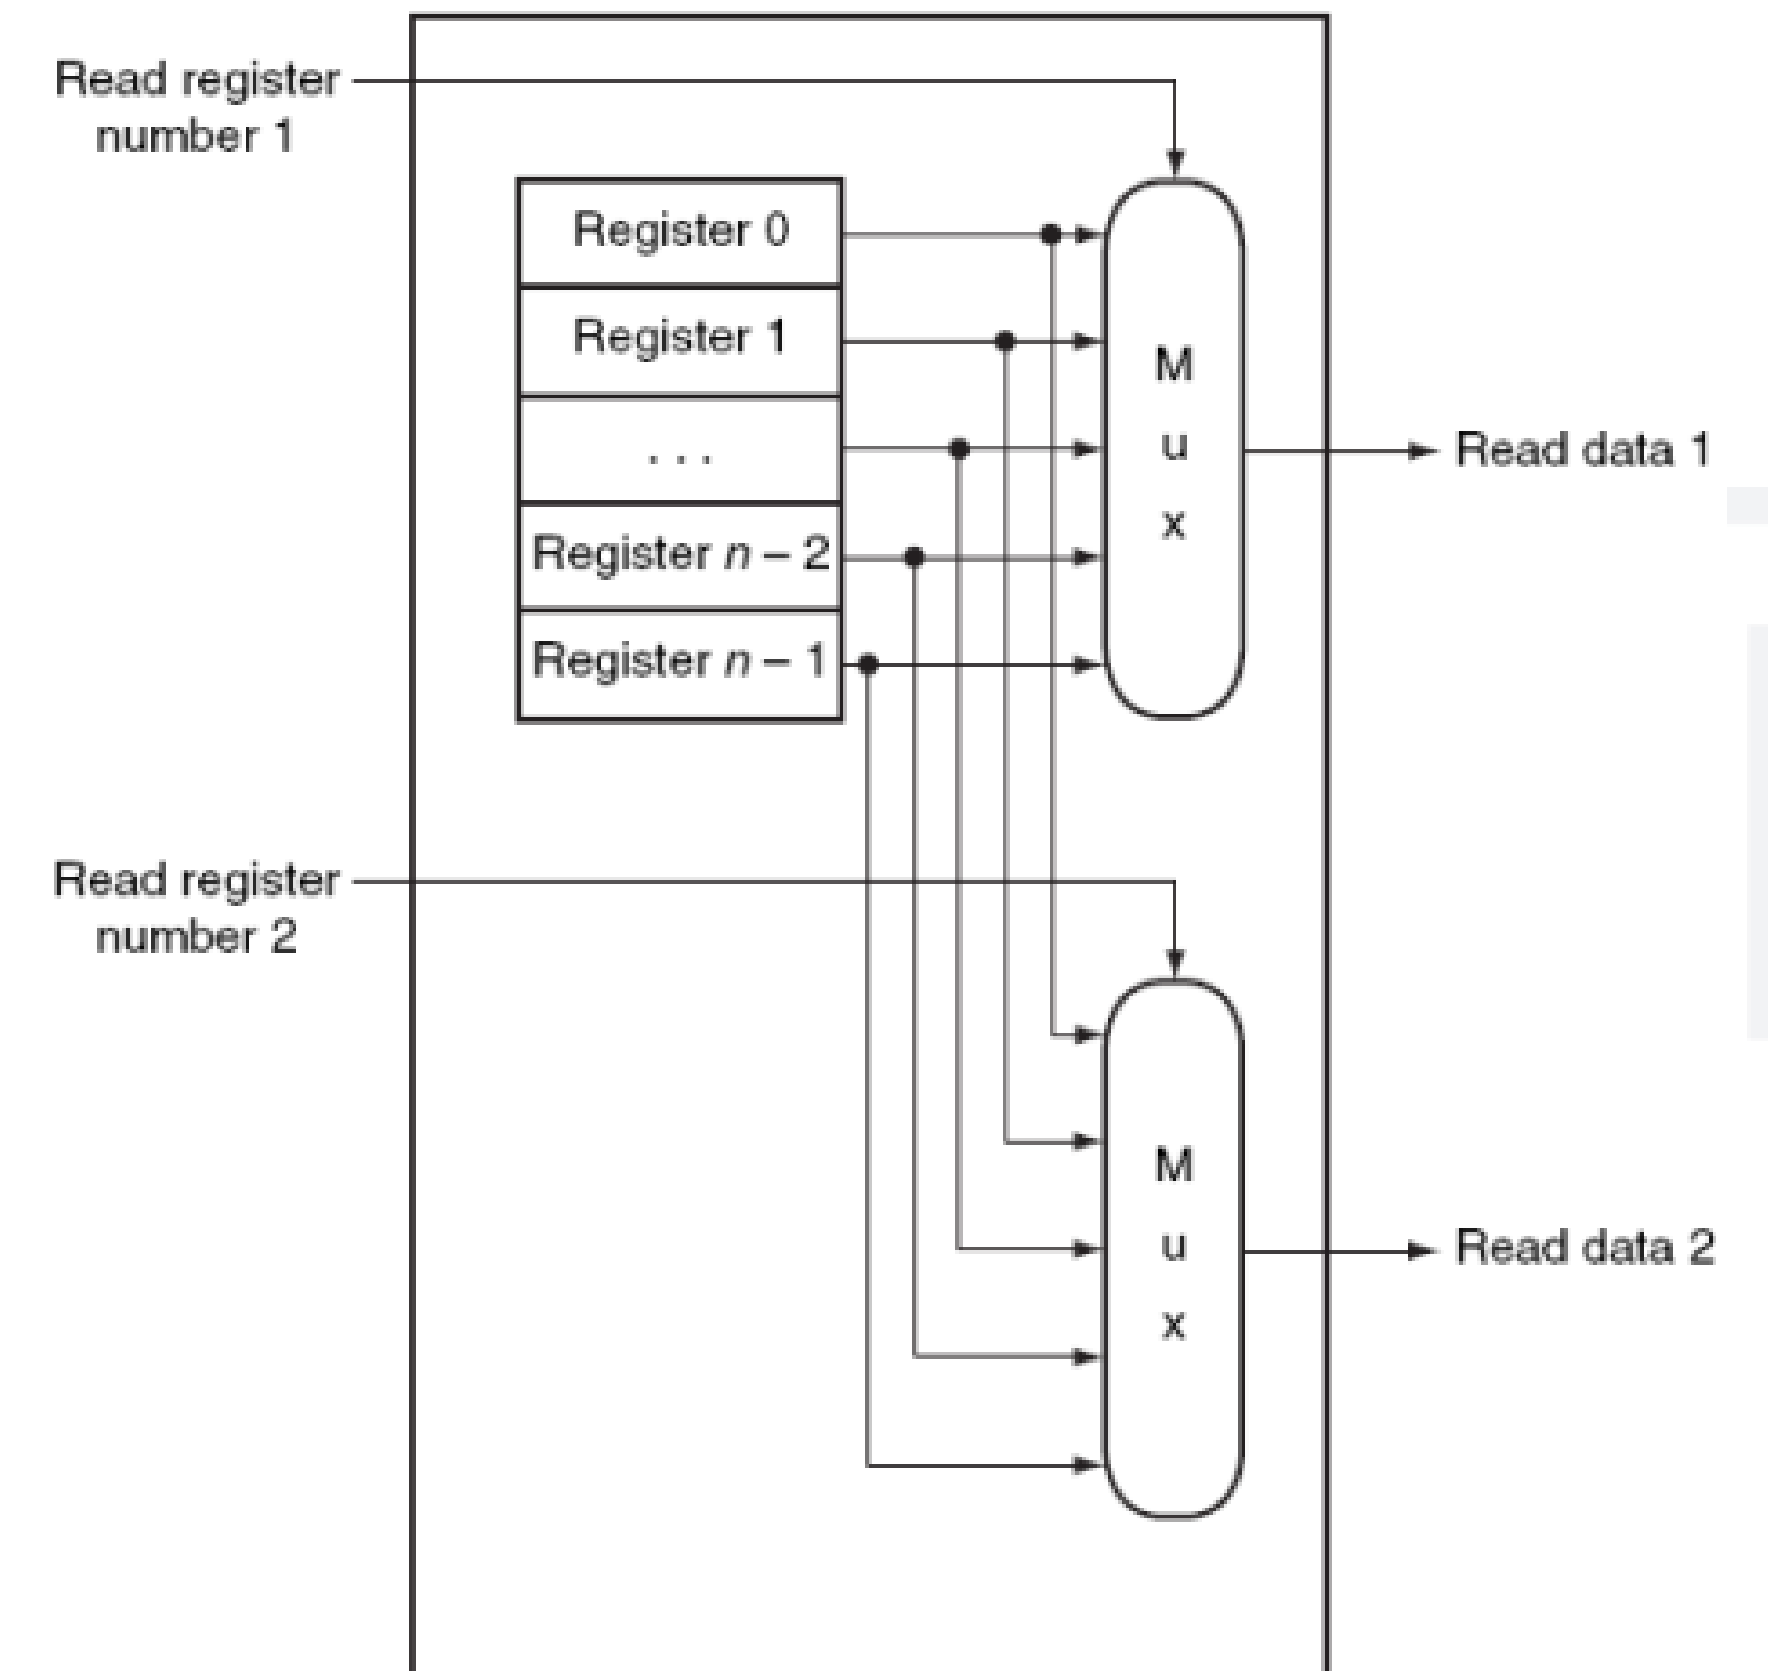 Read register
number 1
Register 0
Register 1
. . .
Register n – 2
Register n – 1
M
u
x
Read data 1
Read register
number 2
M
u
x
Read data 2